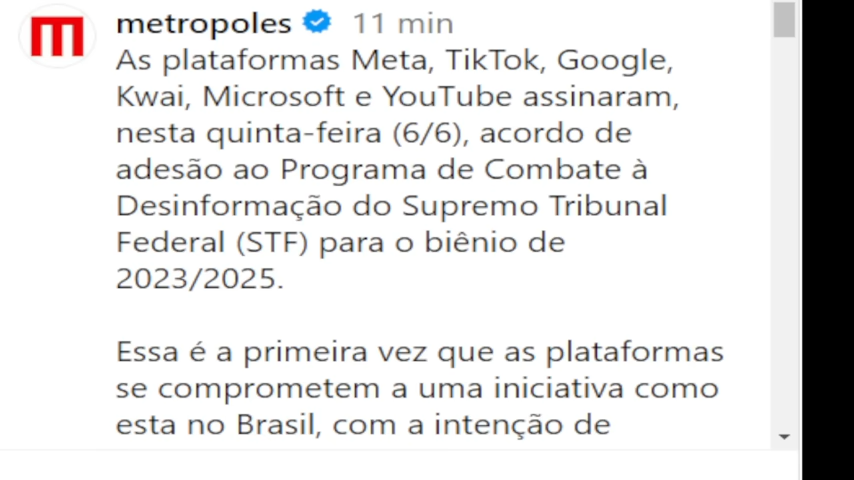 metropoles 11 min
As plataformas Meta, TikTok, Google,
Kwai, Microsoft e YouTube assinaram,
nesta quinta-feira (6/6), acordo de
adesão ao Programa de Combate à
Desinformação do Supremo Tribunal
Federal (STF) para o biênio de
2023/2025.
Essa é a primeira vez que as plataformas
se comprometem a uma iniciativa como
esta no Brasil, com a intenção de